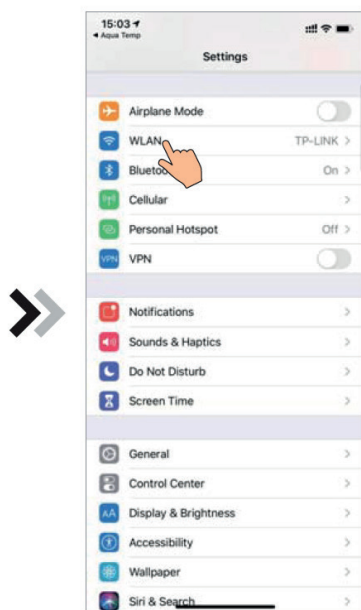 15:03
Aqua Temp
Settings
Airplane Mode
WLAN TP-LINK
On
Cellular
Personal Hotspot Off
VPN VPN
Notifications
Sounds & Haptics
Do Not Disturb
Screen Time
General
Control Center
AA Display & Brightness
Accessibility
Wallpaper
Siri & Search